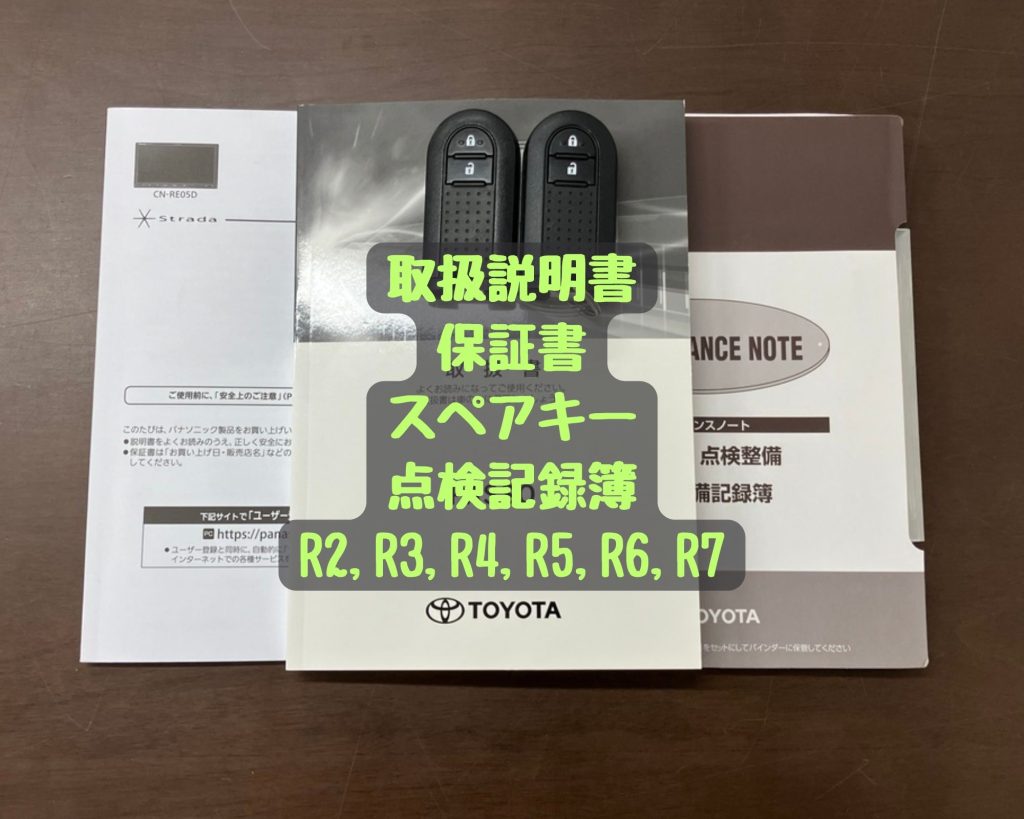 CN-RE05D
Strada
ご使用前に、「安全上のご注意」(P
このたびは、パナソニック製品をお買い上げい
●説明書をよくお読みのうえ、正しく安全にお
●保証書は「お買い上げ日・販売店名」などの
してください。
下記サイトで「ユーザー
PC https://pana
●ユーザー登録と同時に、自動的に「
インターネットでの各種サービス
取扱説明書
保証書
スペアキー
点検記録簿
R2, R3, R4, R5, R6, R7
取扱書
よくお読みになってご使用ください。
TOYOTA
ANCE NOTE
ンスノート
点検整備
備記録簿
OYOTA
をセットにしてバインダーに保管してください